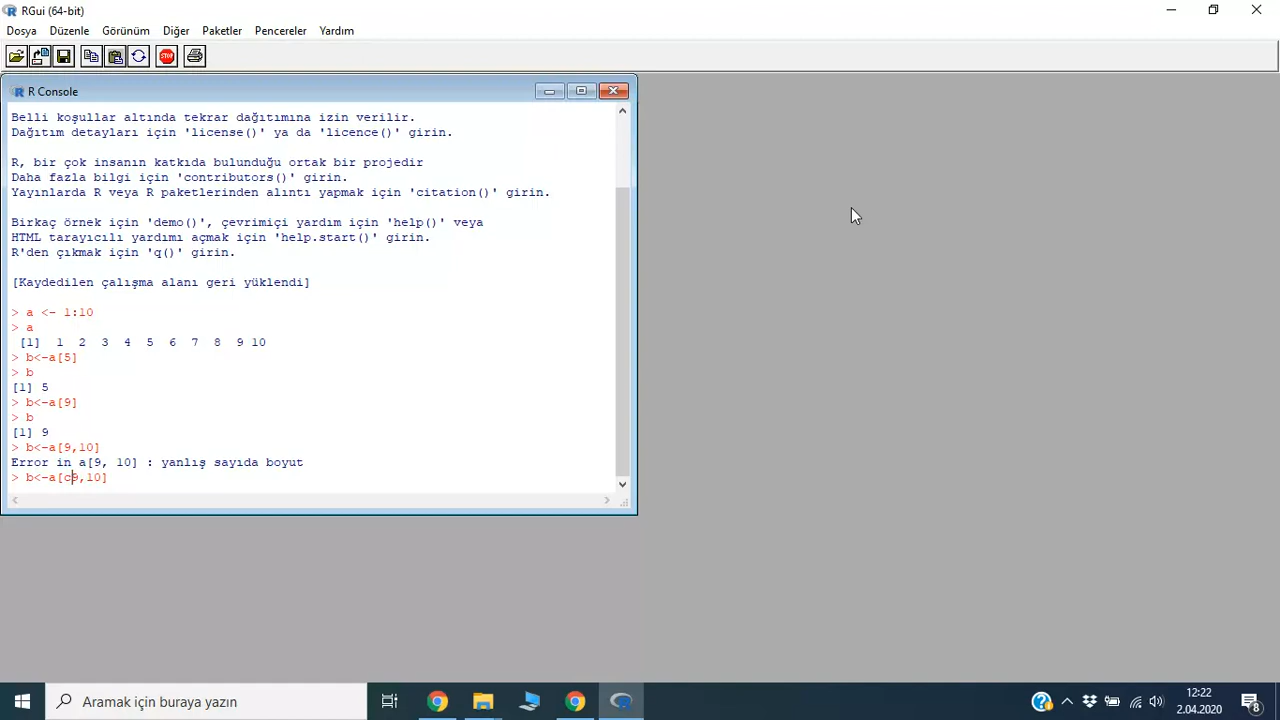 RGui (64-bit)
Dosya Düzenle Görünüm Diğer Paketler Pencereler Yardım
STOP
R Console
Belli koşullar altında tekrar dağıtımına izin verilir.
Dağıtım detayları için 'license()' ya da 'licence()' girin.
R, bir çok insanın katkıda bulunduğu ortak bir projedir
Daha fazla bilgi için 'contributors()' girin.
Yayınlarda R veya R paketlerinden alıntı yapmak için 'citation()' girin.
Birkaç örnek için 'demo()', çevrimiçi yardım için 'help()' veya
HTML tarayıcılı yardımı açmak için 'help.start()' girin.
R'den çıkmak için 'q()' girin.
[Kaydedilen çalışma alanı geri yüklendi]
> a <- 1:10
> a
[1] 1 2 3 4 5 6 7 8 9 10
> b<-a[5]
> b
[1] 5
> b<-a[9]
> b
[1] 9
> b<-a[9,10]
Error in a[9, 10] : yanlış sayıda boyut
> b<-a[c9,10]
Aramak için buraya yazın
12:22
2.04.2020
8